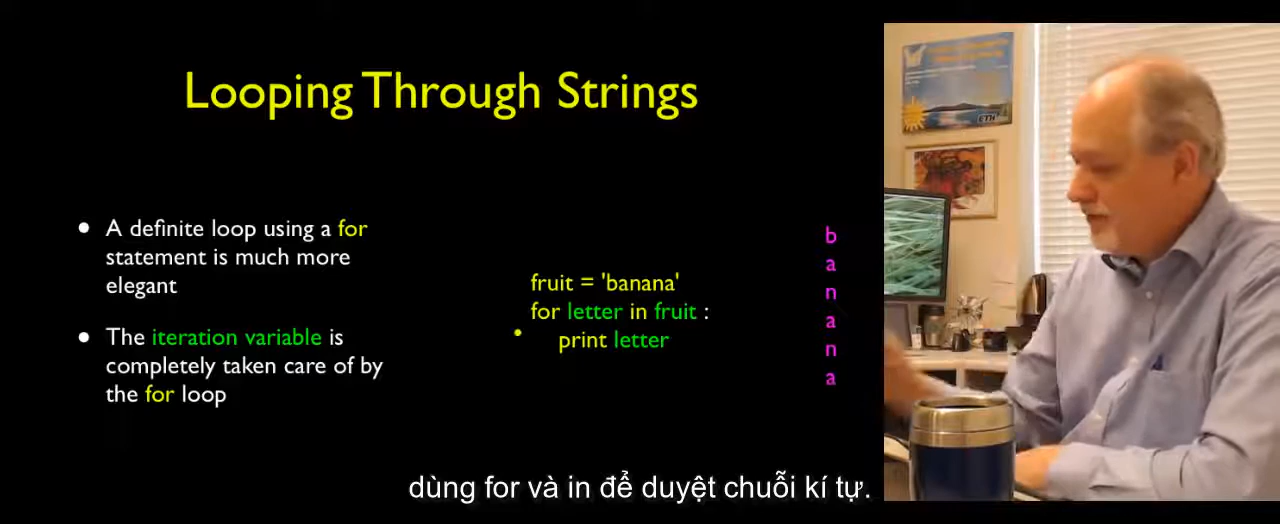 Looping Through Strings
● A definite loop using a for
statement is much more
elegant
● The iteration variable is
completely taken care of by
the for loop
fruit = 'banana'
for letter in fruit :
print letter
b
a
n
a
n
a
ETH
dùng for và in để duyệt chuỗi kí tự.